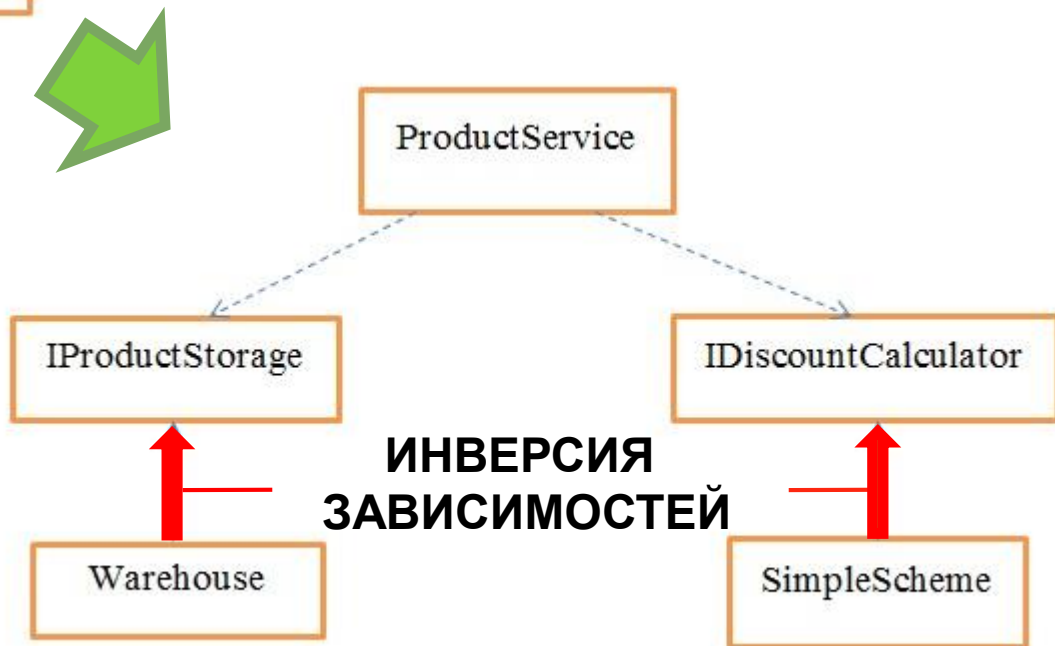 ProductService
IProductStorage
IDiscountCalculator
ИНВЕРСИЯ
ЗАВИСИМОСТЕЙ
Warehouse
SimpleScheme